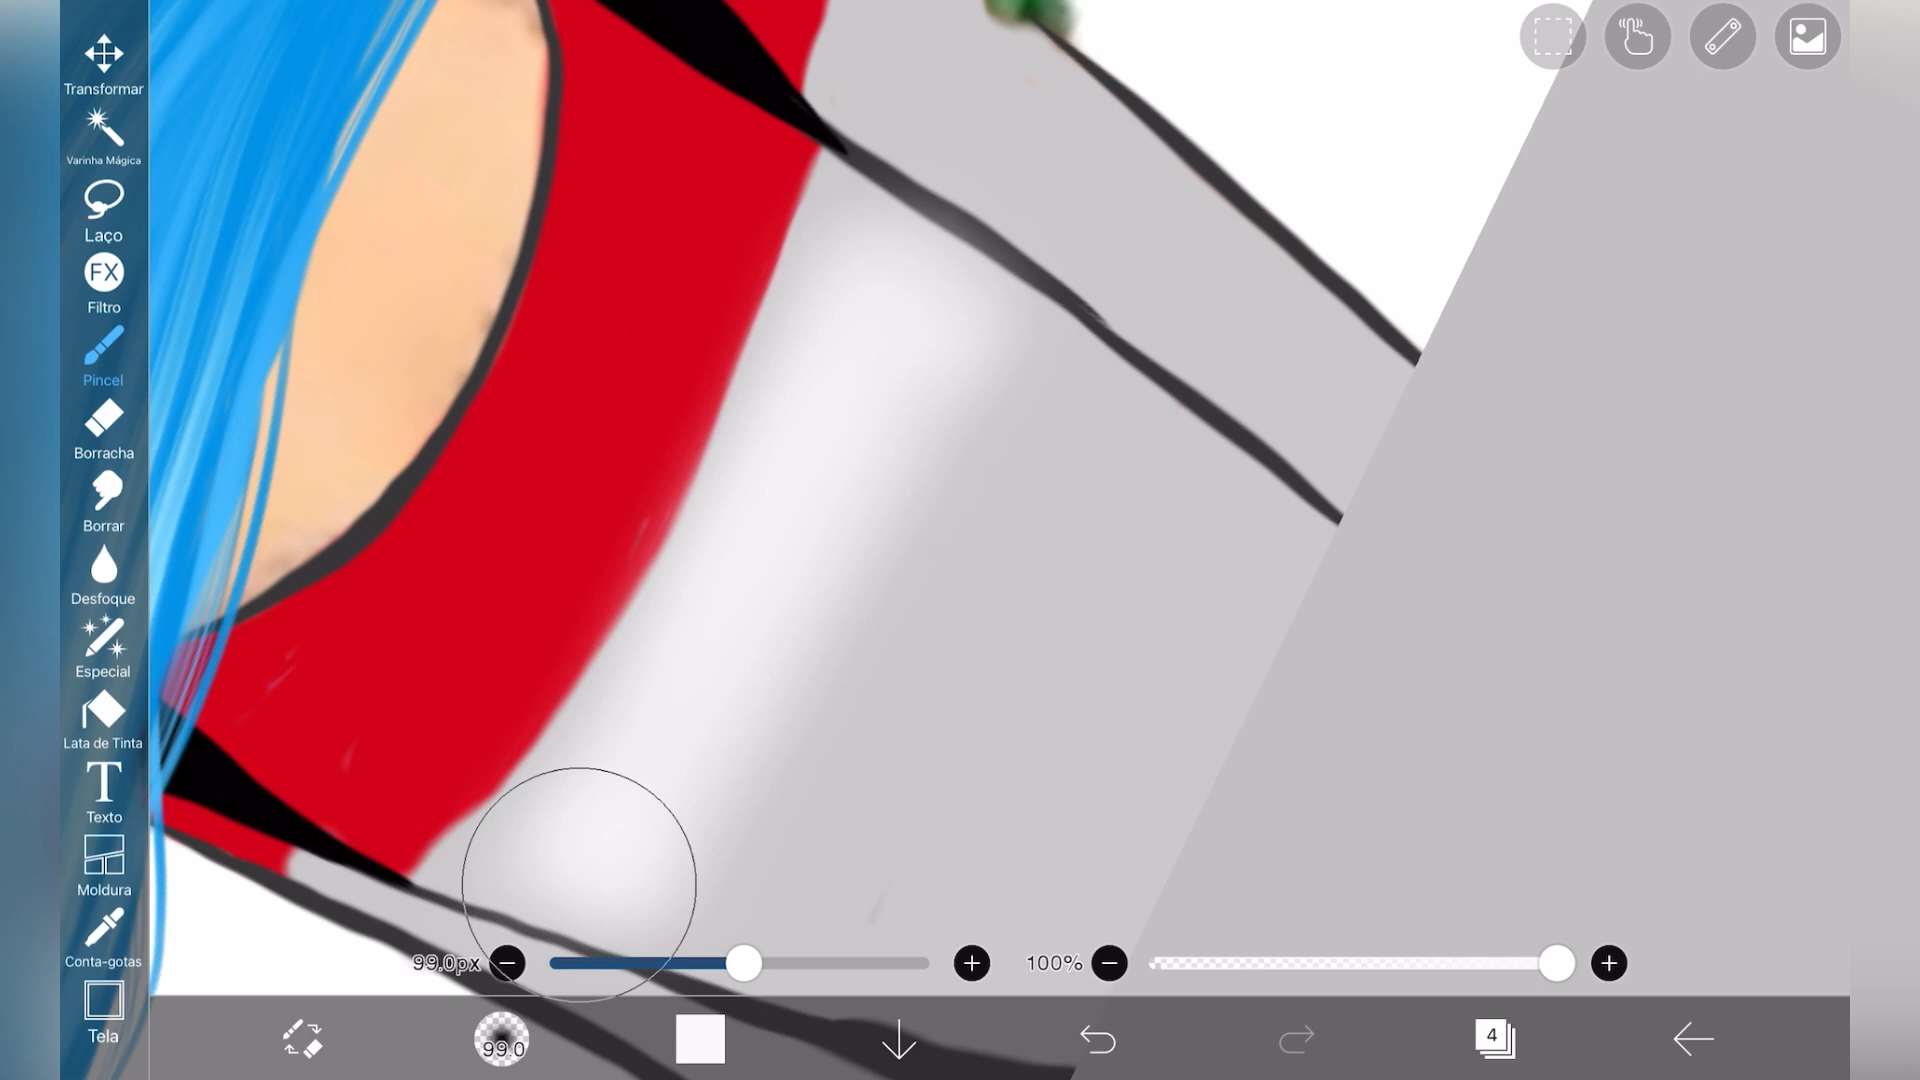 Transformar
Varinha Mágica
Laço
FX
Filtro
Pincel
Borracha
Borrar
Desfoque
Especial
Lata de Tinta
T
Texto
Moldura
Conta-gotas
Tela
99.0px
100%
99.0
4